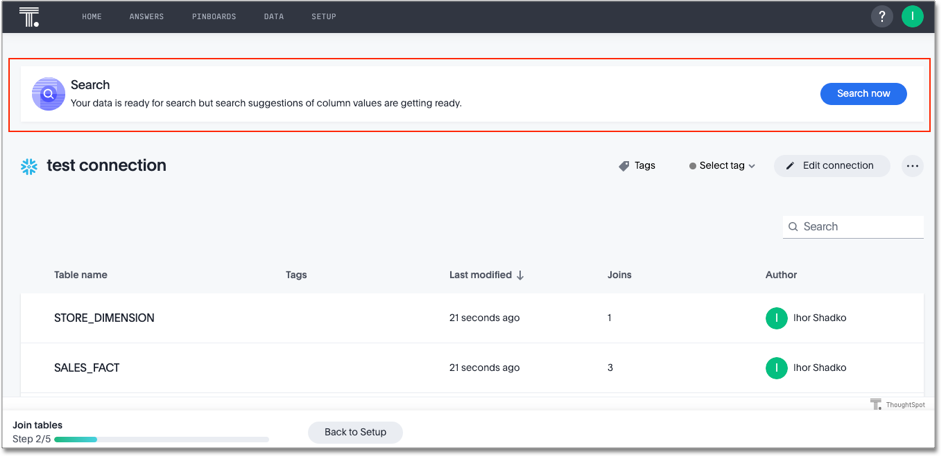 HOME ANSWERS PINBOARDS DATA SETUP ? I
Search
Your data is ready for search but search suggestions of column values are getting ready.
Search now
test connection
Tags Select tag Edit connection
Search
Table name Tags Last modified Joins Author
STORE_DIMENSION 21 seconds ago 1 I Ihor Shadko
SALES_FACT 21 seconds ago 3 I Ihor Shadko
ThoughtSpot
Join tables
Step 2/5
Back to Setup